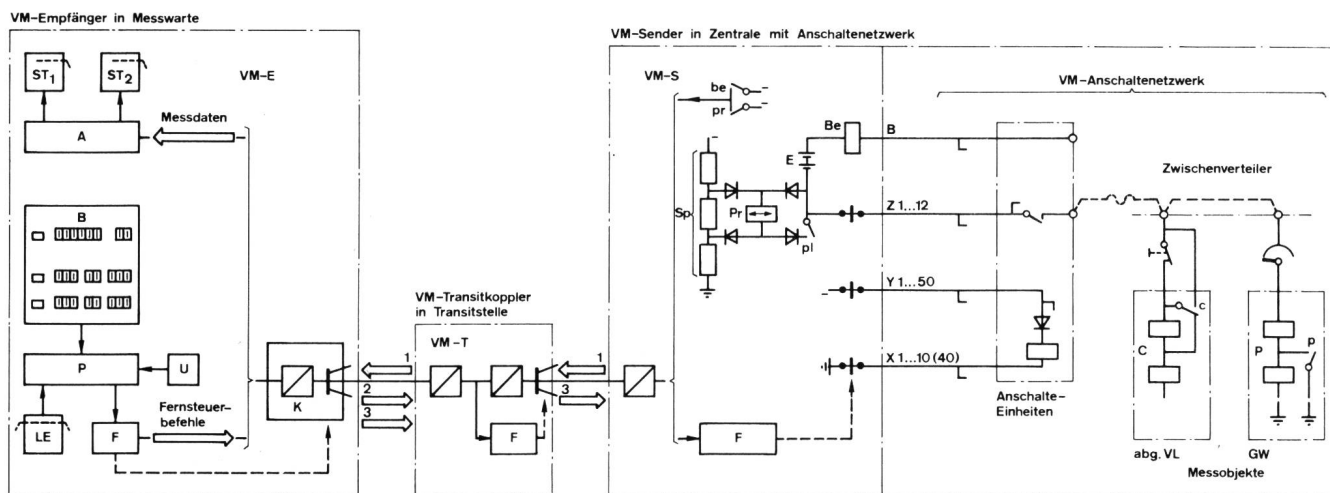 VM-Empfänger in Messwarte
ST1
ST2
VM-E
A
Messdaten
B
P
U
LE
F
Fernsteuer-
befehle
K
VM-Transitkoppler
in Transitstelle
VM-T
1
2
3
F
1
3
VM-Sender in Zentrale mit Anschaltenetzwerk
VM-S
be
pr
Be
B
E
Sp
Pr
pl
Z 1...12
Y 1...50
X 1...10 (40)
F
VM-Anschaltenetzwerk
Anschalte-
Einheiten
Zwischenverteiler
c
C
P
p
abg. VL
GW
Messobjekte